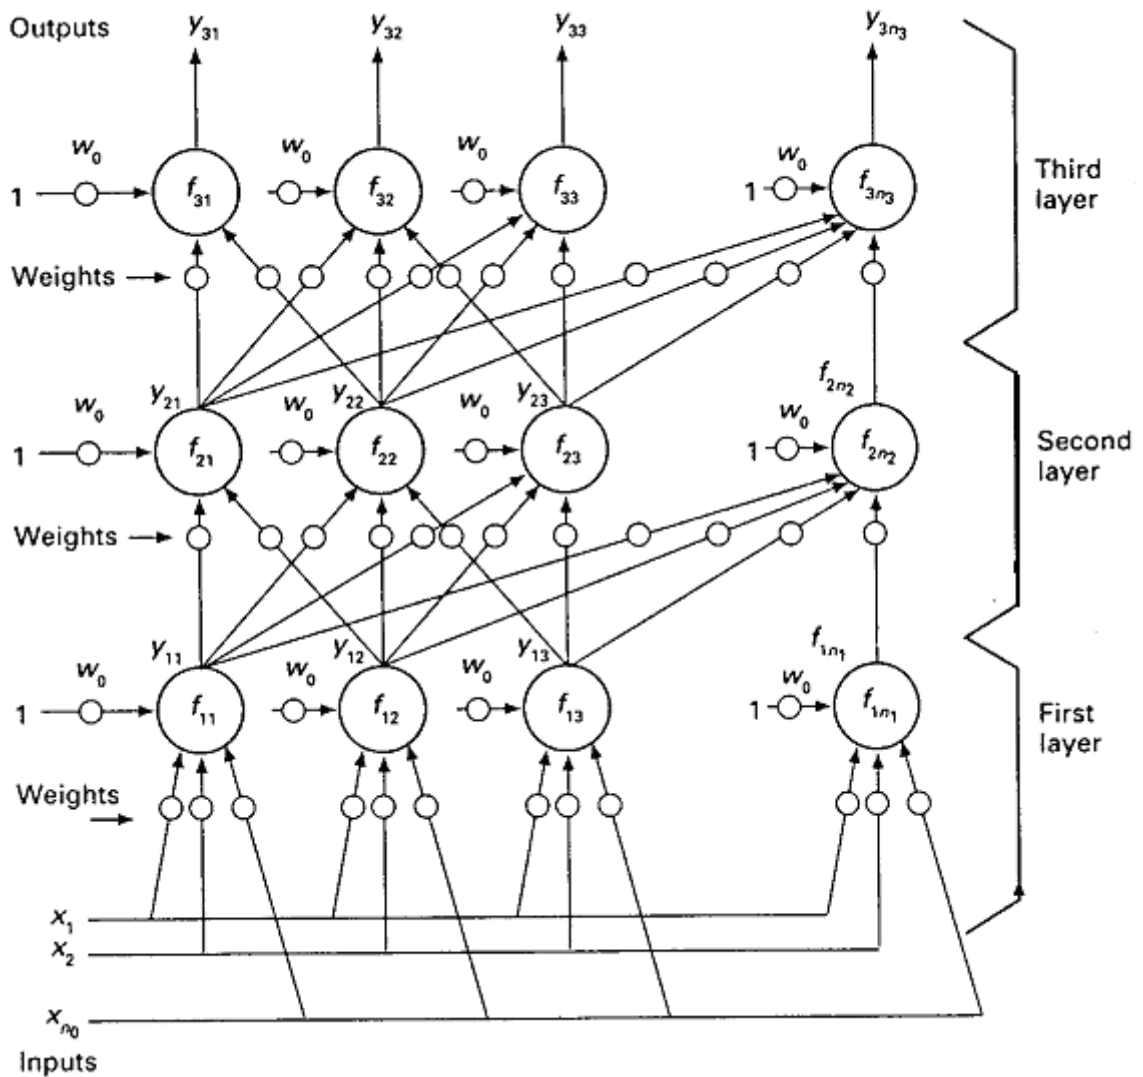 Outputs y₃₁ y₃₂ y₃₃ y₃ₙ₃
w₀ w₀ w₀ w₀
1 f₃₁ f₃₂ f₃₃ 1 f₃ₙ₃
Third
layer
Weights
y₂₁ y₂₂ y₂₃ f₂ₙ₂
w₀ w₀ w₀ w₀
1 f₂₁ f₂₂ f₂₃ 1 f₂ₙ₂
Second
layer
Weights
y₁₁ y₁₂ y₁₃ f₁ₙ₁
w₀ w₀ w₀ w₀
1 f₁₁ f₁₂ f₁₃ 1 f₁ₙ₁
First
layer
Weights
x₁
x₂
xₙ₀
Inputs